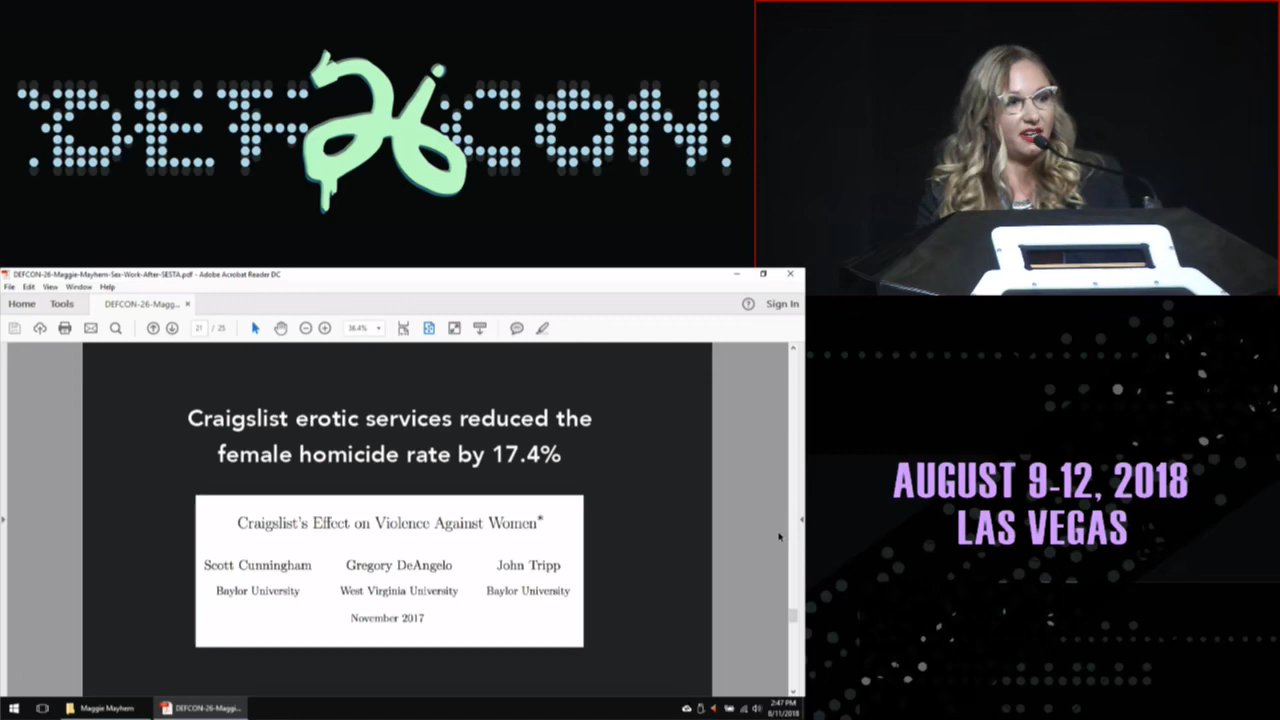 DEFCON
26
DEFCON-26-Maggie-Mayhem-Sex-Work-After-SESTA.pdf - Adobe Acrobat Reader DC
File Edit View Window Help
Home Tools DEFCON-26-Magg... × Sign In
21 / 25 36.4%
Craigslist erotic services reduced the
female homicide rate by 17.4%
Craigslist's Effect on Violence Against Women*
Scott Cunningham Gregory DeAngelo John Tripp
Baylor University West Virginia University Baylor University
November 2017
AUGUST 9-12, 2018
LAS VEGAS
Maggie Mayhem DEFCON-26-Maggi...
2:47 PM
8/11/2018